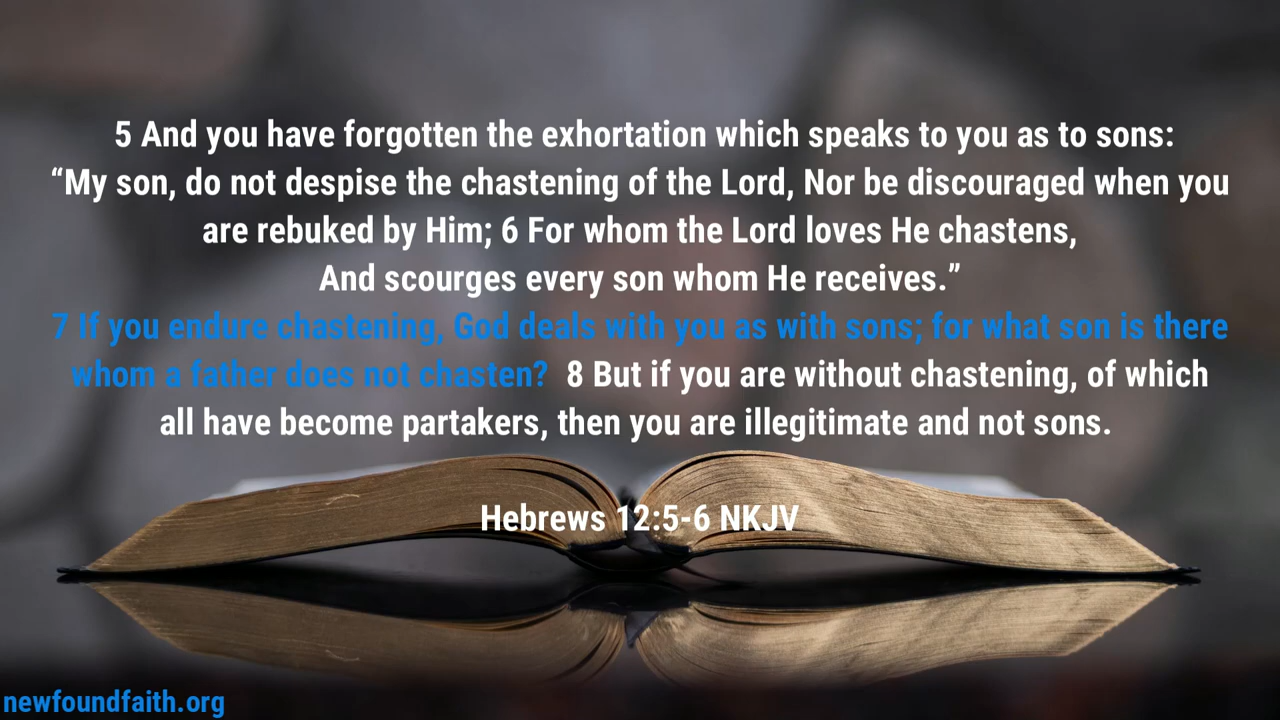 5 And you have forgotten the exhortation which speaks to you as to sons:
“My son, do not despise the chastening of the Lord, Nor be discouraged when you
are rebuked by Him; 6 For whom the Lord loves He chastens,
And scourges every son whom He receives.”
7 If you endure chastening, God deals with you as with sons; for what son is there
whom a father does not chasten?  8 But if you are without chastening, of which
all have become partakers, then you are illegitimate and not sons.
Hebrews 12:5-6 NKJV
newfoundfaith.org